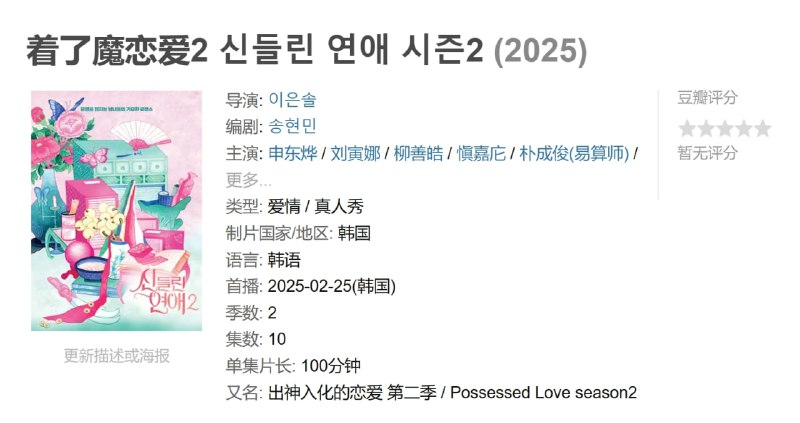 着了魔恋爱2 신들린 연애 시즌2 (2025)
신들린
연애2
更新描述或海报
导演: 이은솔
编剧: 송현민
主演: 申东烨 / 刘寅娜 / 柳善皓 / 愼嘉庀 / 朴成俊(易算师) /
更多...
类型: 爱情 / 真人秀
制片国家/地区: 韩国
语言: 韩语
首播: 2025-02-25(韩国)
季数: 2
集数: 10
单集片长: 100分钟
又名: 出神入化的恋爱 第二季 / Possessed Love season2
豆瓣评分
暂无评分